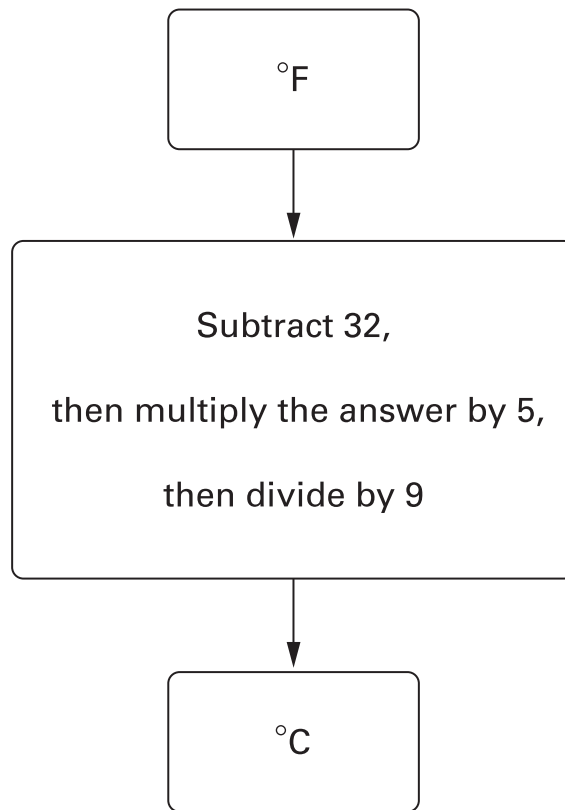 °F
Subtract 32,
then multiply the answer by 5,
then divide by 9
°C